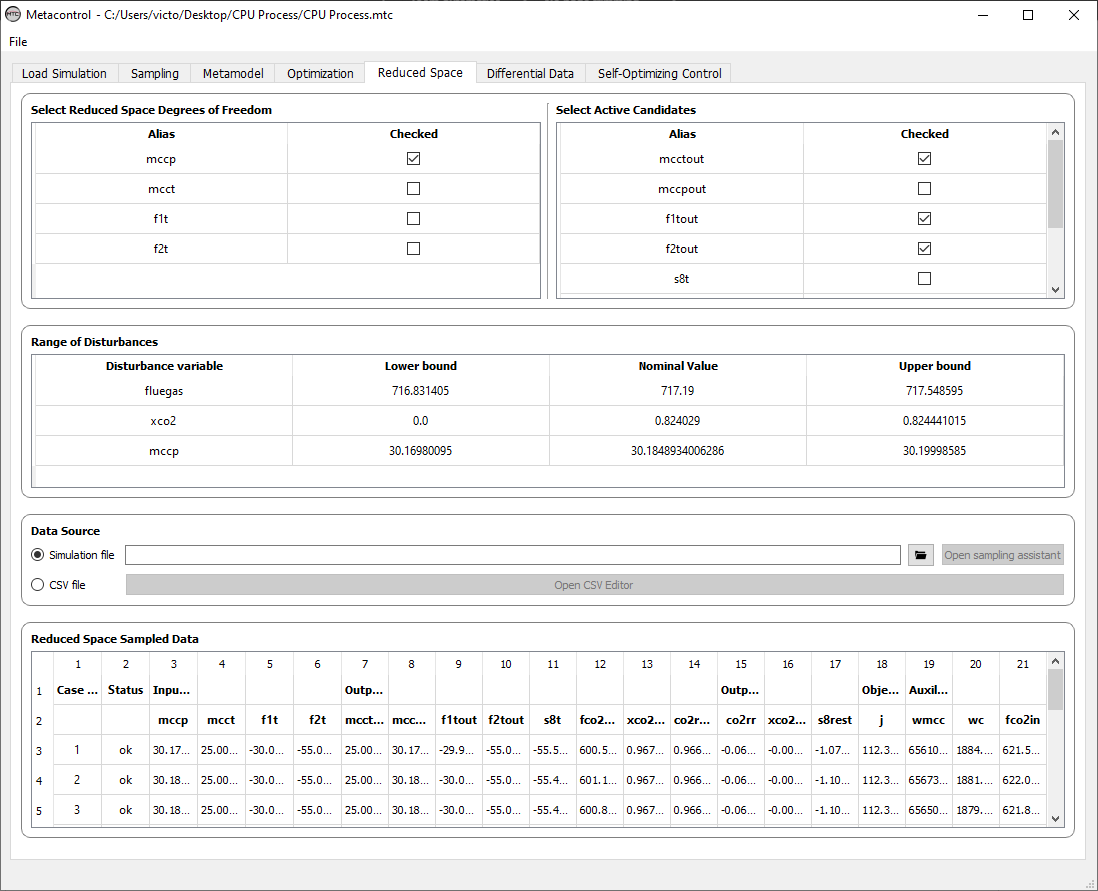 MTC Metacontrol - C:/Users/victo/Desktop/CPU Process/CPU Process.mtc
File
Load Simulation Sampling Metamodel Optimization Reduced Space Differential Data Self-Optimizing Control
Select Reduced Space Degrees of Freedom
Alias Checked
mccp
mcct
f1t
f2t
Select Active Candidates
Alias Checked
mcctout
mccpout
f1tout
f2tout
s8t
Range of Disturbances
Disturbance variable Lower bound Nominal Value Upper bound
fluegas 716.831405 717.19 717.548595
xco2 0.0 0.824029 0.824441015
mccp 30.16980095 30.1848934006286 30.19998585
Data Source
Simulation file Open sampling assistant
CSV file Open CSV Editor
Reduced Space Sampled Data
1 2 3 4 5 6 7 8 9 10 11 12 13 14 15 16 17 18 19 20 21
1 Case ... Status Inpu... Outp... Outp... Obje... Auxil...
2 mccp mcct f1t f2t mcct... mcc... f1tout f2tout s8t fco2... xco2... co2r... co2rr xco2... s8rest j wmcc wc fco2in
3 1 ok 30.17... 25.00... -30.0... -55.0... 25.00... 30.17... -29.9... -55.0... -55.5... 600.5... 0.967... 0.966... -0.06... -0.00... -1.07... 112.3... 65610... 1884.... 621.5...
4 2 ok 30.18... 25.00... -30.0... -55.0... 25.00... 30.18... -30.0... -55.0... -55.4... 601.1... 0.967... 0.966... -0.06... -0.00... -1.10... 112.3... 65673... 1881.... 622.0...
5 3 ok 30.18... 25.00... -30.0... -55.0... 25.00... 30.18... -30.0... -55.0... -55.4... 600.8... 0.967... 0.966... -0.06... -0.00... -1.10... 112.3... 65650... 1879.... 621.8...